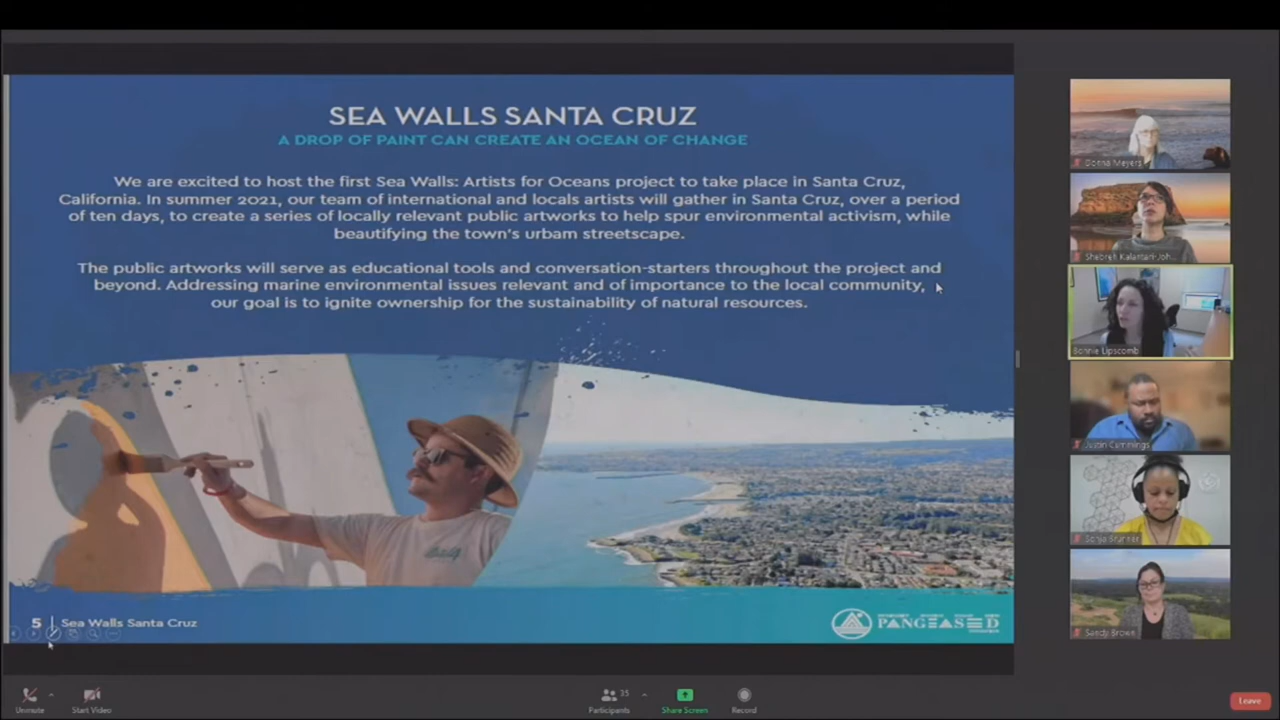 SEA WALLS SANTA CRUZ
A DROP OF PAINT CAN CREATE AN OCEAN OF CHANGE
We are excited to host the first Sea Walls: Artists for Oceans project to take place in Santa Cruz,
California. In summer 2021, our team of international and locals artists will gather in Santa Cruz, over a period
of ten days, to create a series of locally relevant public artworks to help spur environmental activism, while
beautifying the town's urbam streetscape.
The public artworks will serve as educational tools and conversation-starters throughout the project and
beyond. Addressing marine environmental issues relevant and of importance to the local community,
our goal is to ignite ownership for the sustainability of natural resources.
5 | Sea Walls Santa Cruz
PANGEASEED
Donna Meyers
Shebreh Kalantari-Joh...
Bonnie Lipscomb
Justin Cummings
Sonja Brunner
Sandy Brown
Unmute
Start Video
35
Participants
Share Screen
Record
Leave